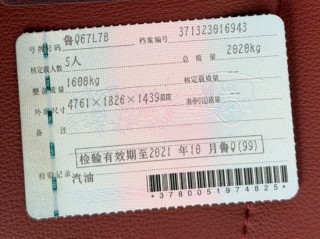 号牌号码 鲁Q67L7B 档案编号 371323016943
核定载人数 5人 总质量 2020kg
整备质量 1600kg 核定载质量 --
外廓尺寸 4761×1826×1439mm 准牵引总质量 --
备注
检验有效期至2021年10月鲁Q(99)
检验记录 汽油
*3780051974825*